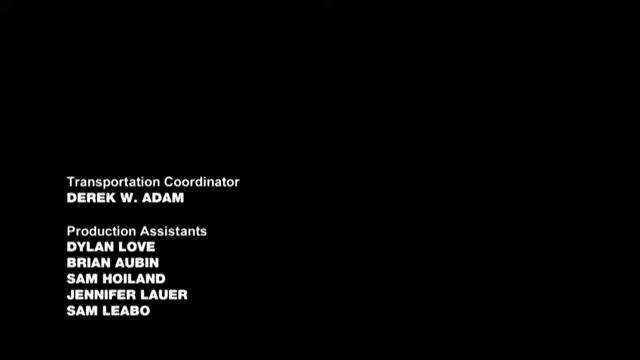 Transportation Coordinator
DEREK W. ADAM
Production Assistants
DYLAN LOVE
BRIAN AUBIN
SAM HOILAND
JENNIFER LAUER
SAM LEABO